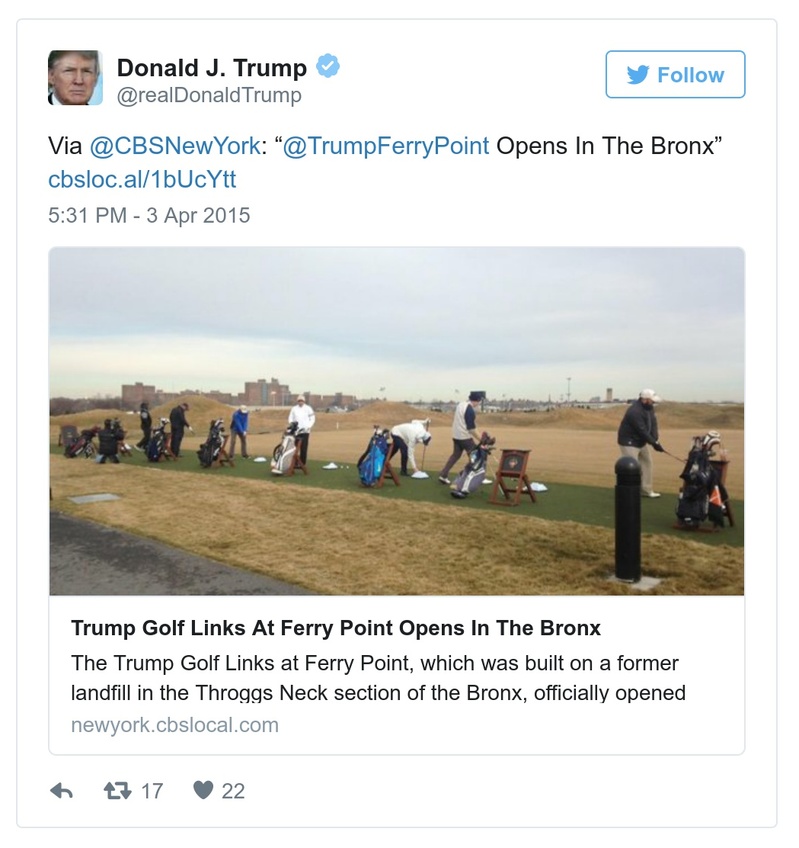 Donald J. Trump
@realDonaldTrump
Follow
Via @CBSNewYork: “@TrumpFerryPoint Opens In The Bronx”
cbsloc.al/1bUcYtt
5:31 PM - 3 Apr 2015
Trump Golf Links At Ferry Point Opens In The Bronx
The Trump Golf Links at Ferry Point, which was built on a former
landfill in the Throggs Neck section of the Bronx, officially opened
newyork.cbslocal.com
17
22